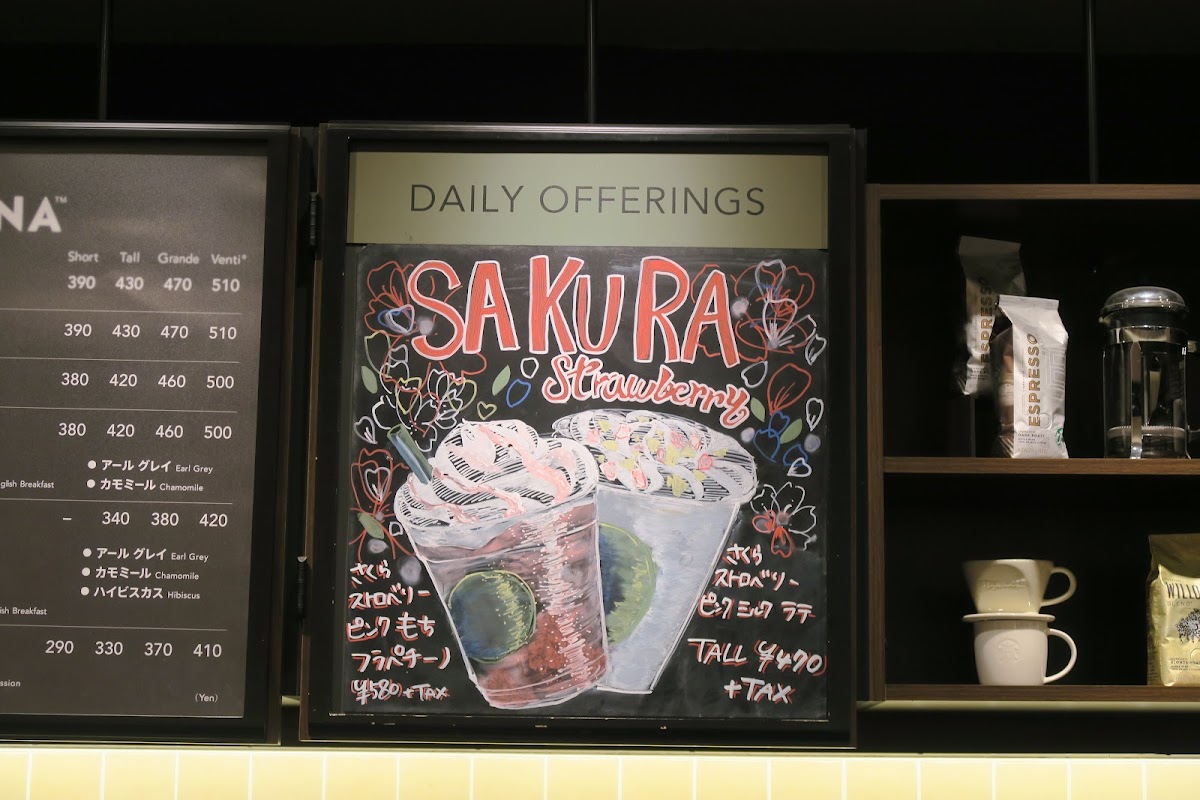 NA™
Short Tall Grande Venti®
390 430 470 510
390 430 470 510
380 420 460 500
380 420 460 500
● アール グレイ Earl Grey
glish Breakfast ● カモミール Chamomile
– 340 380 420
● アール グレイ Earl Grey
● カモミール Chamomile
● ハイビスカス Hibiscus
ish Breakfast
290 330 370 410
ssion
(Yen)
DAILY OFFERINGS
SAKURA
Strawberry
さくら
ストロベリー
ピンク もち
フラペチーノ
¥580 +TAX
さくら
ストロベリー
ピンク ミルク ラテ
TALL ¥470
+TAX
ESPRESSO
ESPRESSO
DARK ROAST
WILLO
BLEND